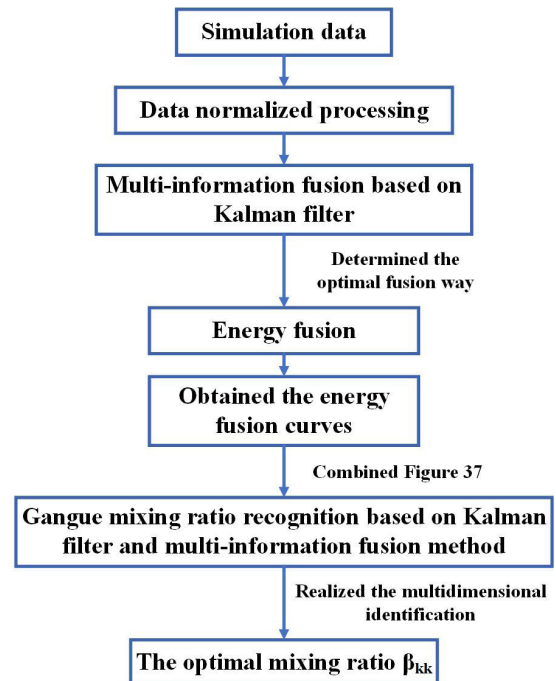 Simulation data
Data normalized processing
Multi-information fusion based on
Kalman filter
Determined the
optimal fusion way
Energy fusion
Obtained the energy
fusion curves
Combined Figure 37
Gangue mixing ratio recognition based on Kalman
filter and multi-information fusion method
Realized the multidimensional
identification
The optimal mixing ratio βkk